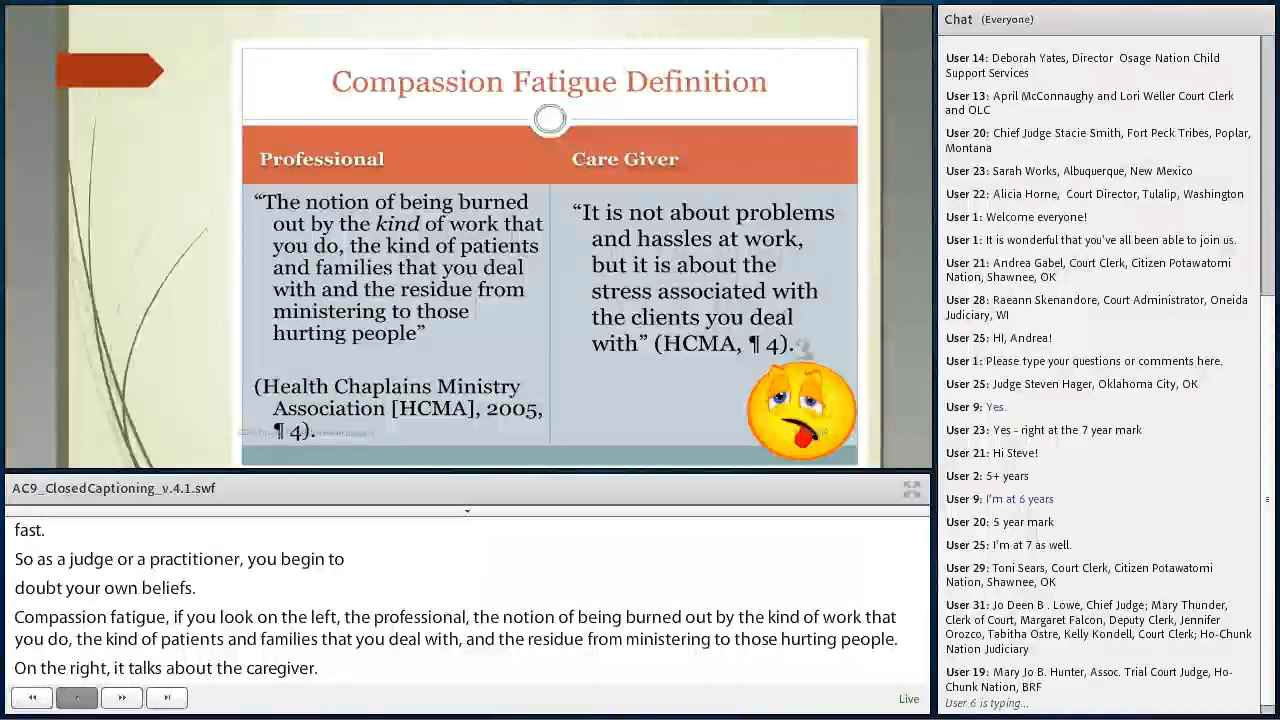 Compassion Fatigue Definition
Professional
Care Giver
“The notion of being burned
out by the kind of work that
you do, the kind of patients
and families that you deal
with and the residue from
ministering to those
hurting people”
(Health Chaplains Ministry
Association [HCMA], 2005,
¶ 4).
“It is not about problems
and hassles at work,
but it is about the
stress associated with
the clients you deal
with” (HCMA, ¶ 4).
AC9_ClosedCaptioning_v.4.1.swf
fast.
So as a judge or a practitioner, you begin to
doubt your own beliefs.
Compassion fatigue, if you look on the left, the professional, the notion of being burned out by the kind of work that
you do, the kind of patients and families that you deal with, and the residue from ministering to those hurting people.
On the right, it talks about the caregiver.
Live
Chat (Everyone)
User 14: Deborah Yates, Director Osage Nation Child
Support Services
User 13: April McConnaughy and Lori Weller Court Clerk
and OLC
User 20: Chief Judge Stacie Smith, Fort Peck Tribes, Poplar,
Montana
User 23: Sarah Works, Albuquerque, New Mexico
User 22: Alicia Horne, Court Director, Tulalip, Washington
User 1: Welcome everyone!
User 1: It is wonderful that you've all been able to join us.
User 21: Andrea Gabel, Court Clerk, Citizen Potawatomi
Nation, Shawnee, OK
User 28: Raeann Skenandore, Court Administrator, Oneida
Judiciary, WI
User 25: HI, Andrea!
User 1: Please type your questions or comments here.
User 25: Judge Steven Hager, Oklahoma City, OK
User 9: Yes.
User 23: Yes - right at the 7 year mark
User 21: Hi Steve!
User 2: 5+ years
User 9: I'm at 6 years
User 20: 5 year mark
User 25: I'm at 7 as well.
User 29: Toni Sears, Court Clerk, Citizen Potawatomi
Nation, Shawnee, OK
User 31: Jo Deen B . Lowe, Chief Judge; Mary Thunder,
Clerk of Court, Margaret Falcon, Deputy Clerk, Jennifer
Orozco, Tabitha Ostre, Kelly Kondell, Court Clerk; Ho-Chunk
Nation Judiciary
User 19: Mary Jo B. Hunter, Assoc. Trial Court Judge, Ho-
Chunk Nation, BRF
User 6 is typing...